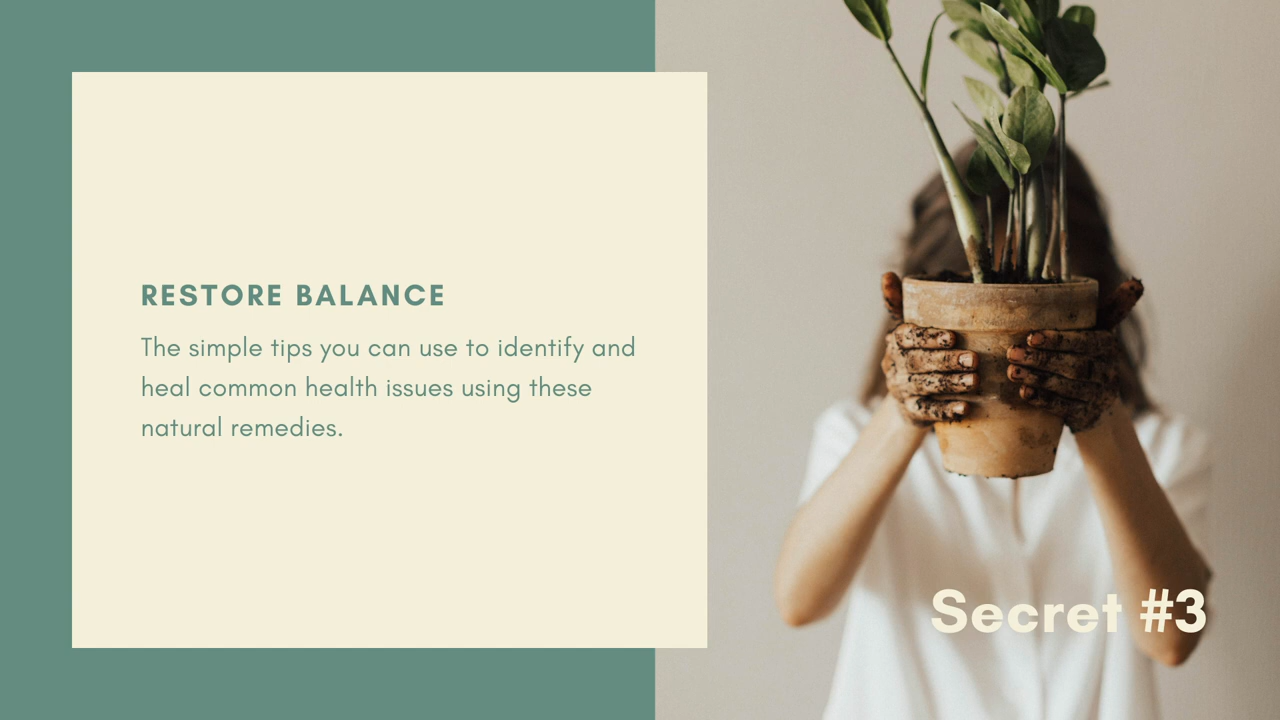 RESTORE BALANCE
The simple tips you can use to identify and
heal common health issues using these
natural remedies.
Secret #3